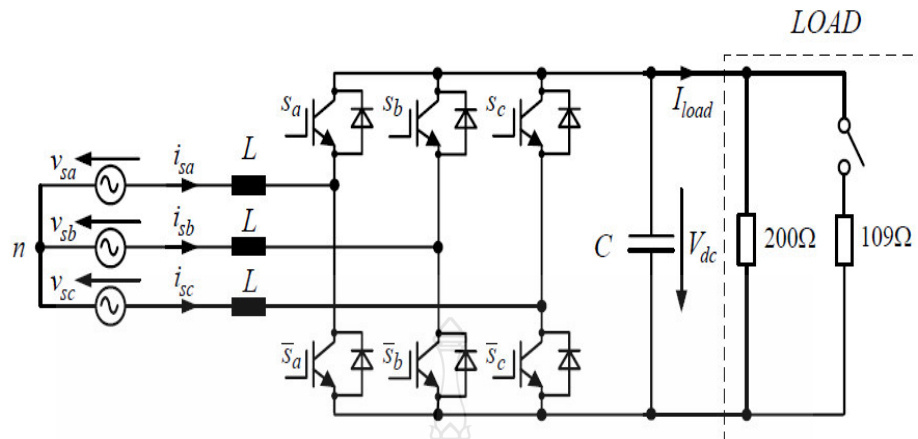 LOAD
s_a
s_b
s_c
I_load
v_sa
i_sa
L
v_sb
i_sb
L
n
v_sc
i_sc
L
C
V_dc
200Ω
109Ω
s̅_a
s̅_b
s̅_c